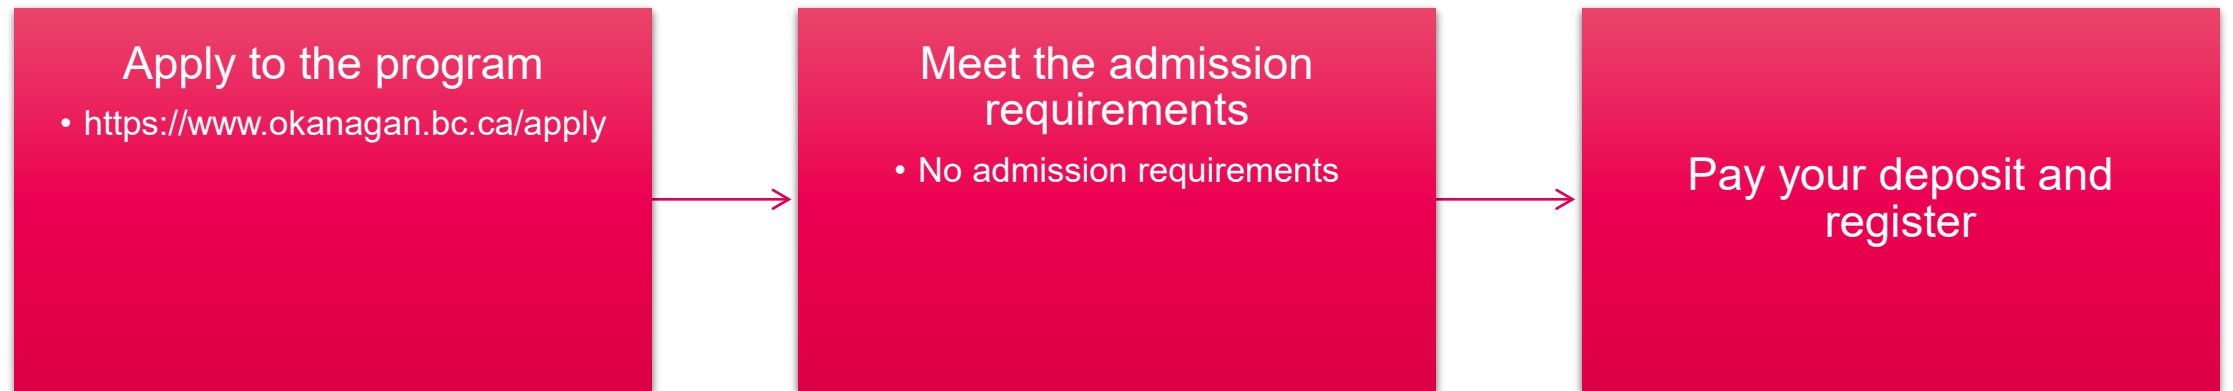 Apply to the program
• https://www.okanagan.bc.ca/apply
Meet the admission
requirements
• No admission requirements
Pay your deposit and
register